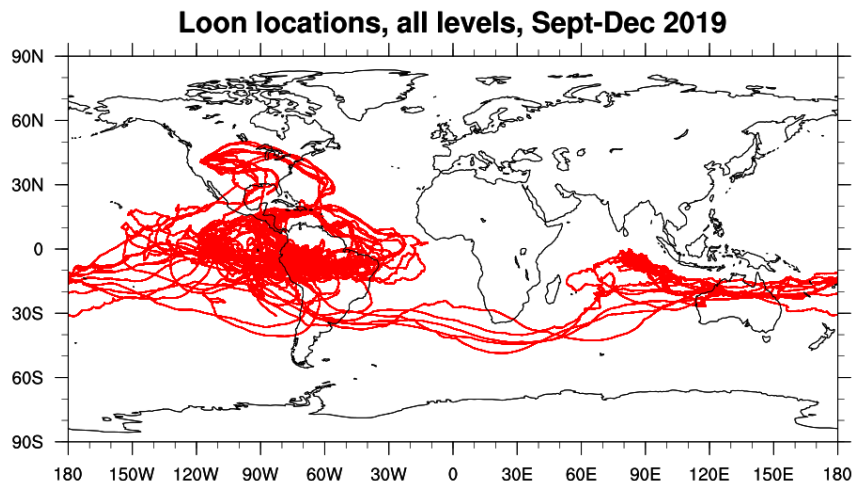 Loon locations, all levels, Sept-Dec 2019
90N
60N
30N
0
30S
60S
90S
180 150W 120W 90W 60W 30W 0 30E 60E 90E 120E 150E 180